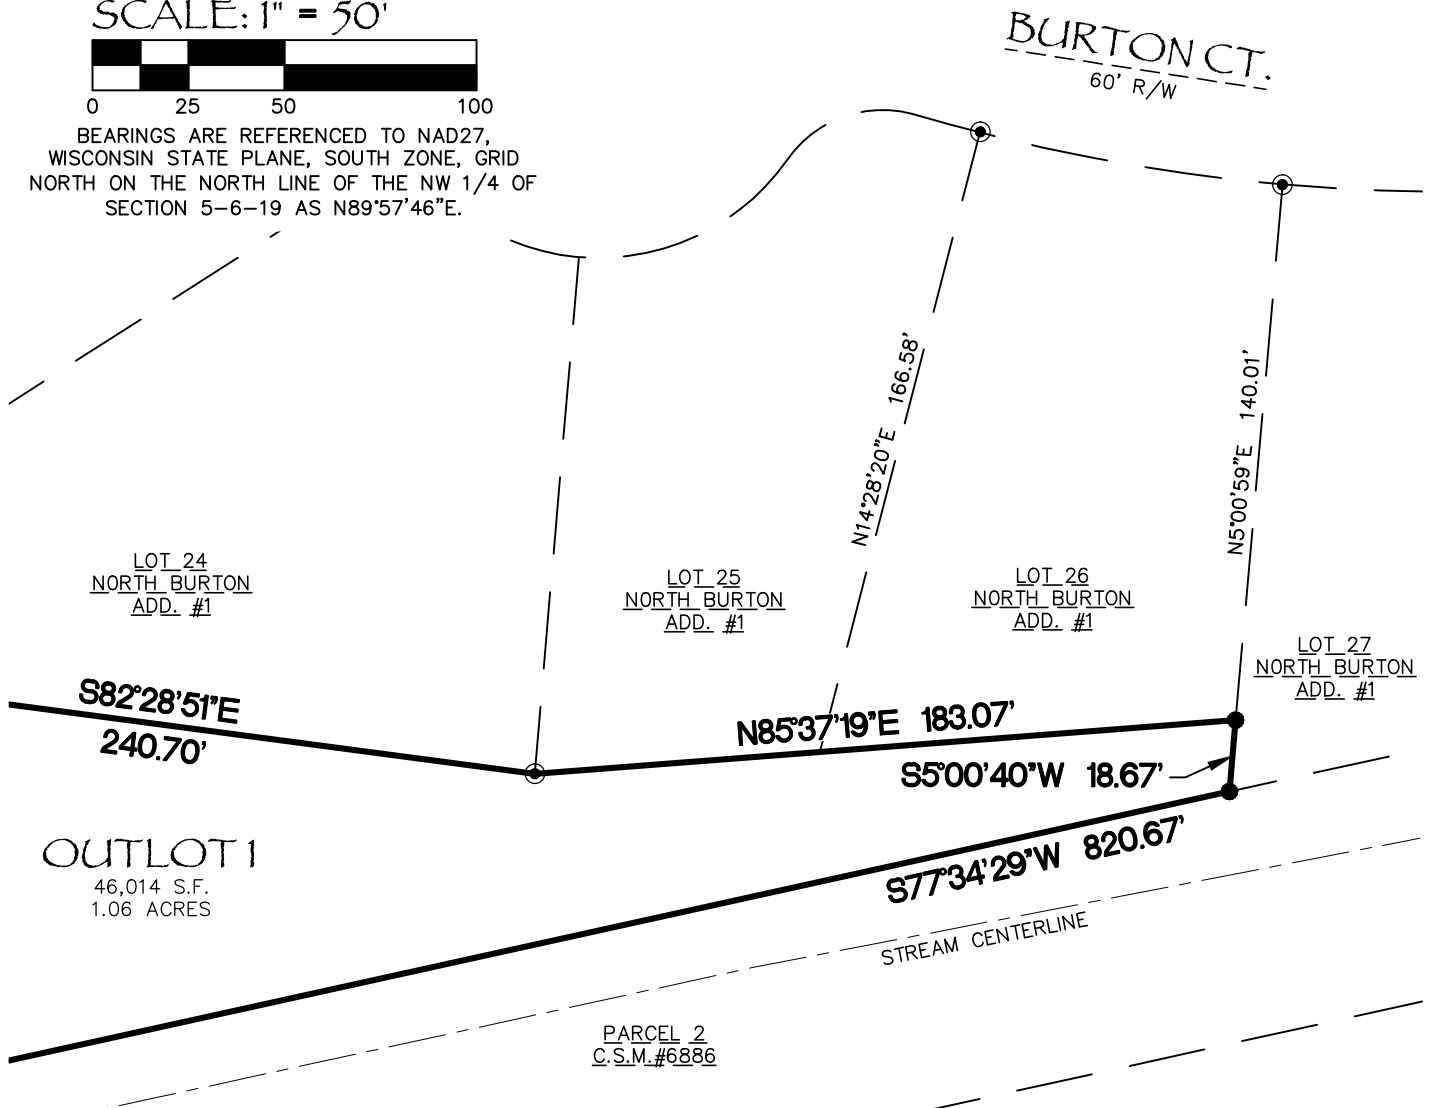 SCALE: 1" = 50'
0 25 50 100
BEARINGS ARE REFERENCED TO NAD27,
WISCONSIN STATE PLANE, SOUTH ZONE, GRID
NORTH ON THE NORTH LINE OF THE NW 1/4 OF
SECTION 5-6-19 AS N89°57'46"E.
BURTON CT.
60' R/W
N14°28'20"E 166.58'
N5°00'59"E 140.01'
LOT 24
NORTH BURTON
ADD. #1
LOT 25
NORTH BURTON
ADD. #1
LOT 26
NORTH BURTON
ADD. #1
LOT 27
NORTH BURTON
ADD. #1
S82°28'51"E
240.70'
N85°37'19"E 183.07'
S5°00'40"W 18.67'
S77°34'29"W 820.67'
OUTLOT 1
46,014 S.F.
1.06 ACRES
STREAM CENTERLINE
PARCEL 2
C.S.M.#6886